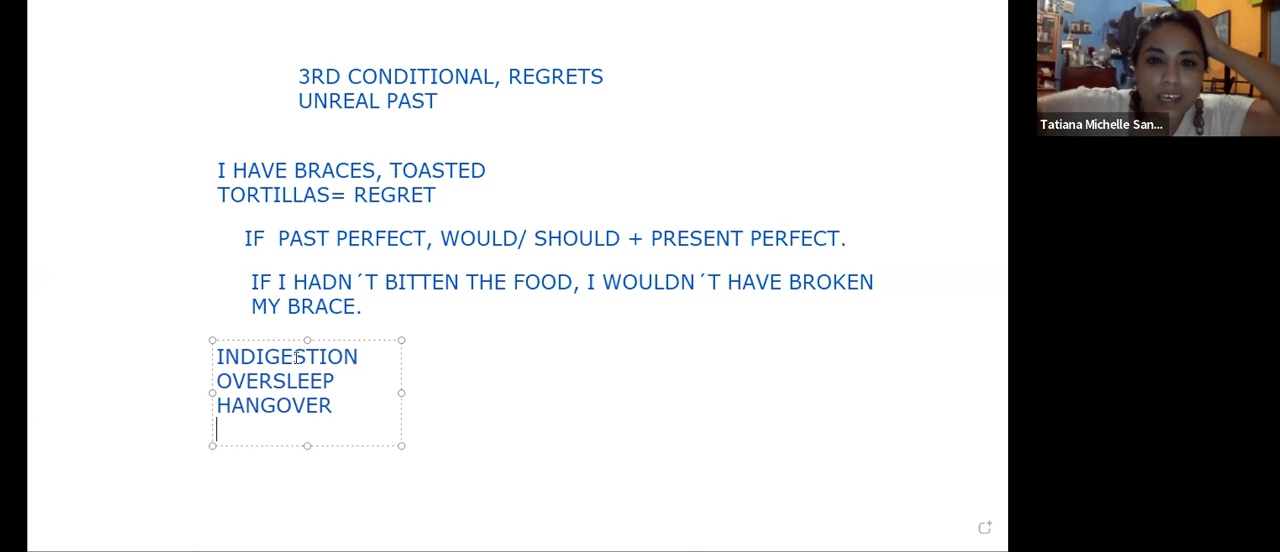 3RD CONDITIONAL, REGRETS
UNREAL PAST
I HAVE BRACES, TOASTED
TORTILLAS= REGRET
IF  PAST PERFECT, WOULD/ SHOULD + PRESENT PERFECT.
IF I HADN´T BITTEN THE FOOD, I WOULDN´T HAVE BROKEN
MY BRACE.
INDIGESTION
OVERSLEEP
HANGOVER
Tatiana Michelle San...